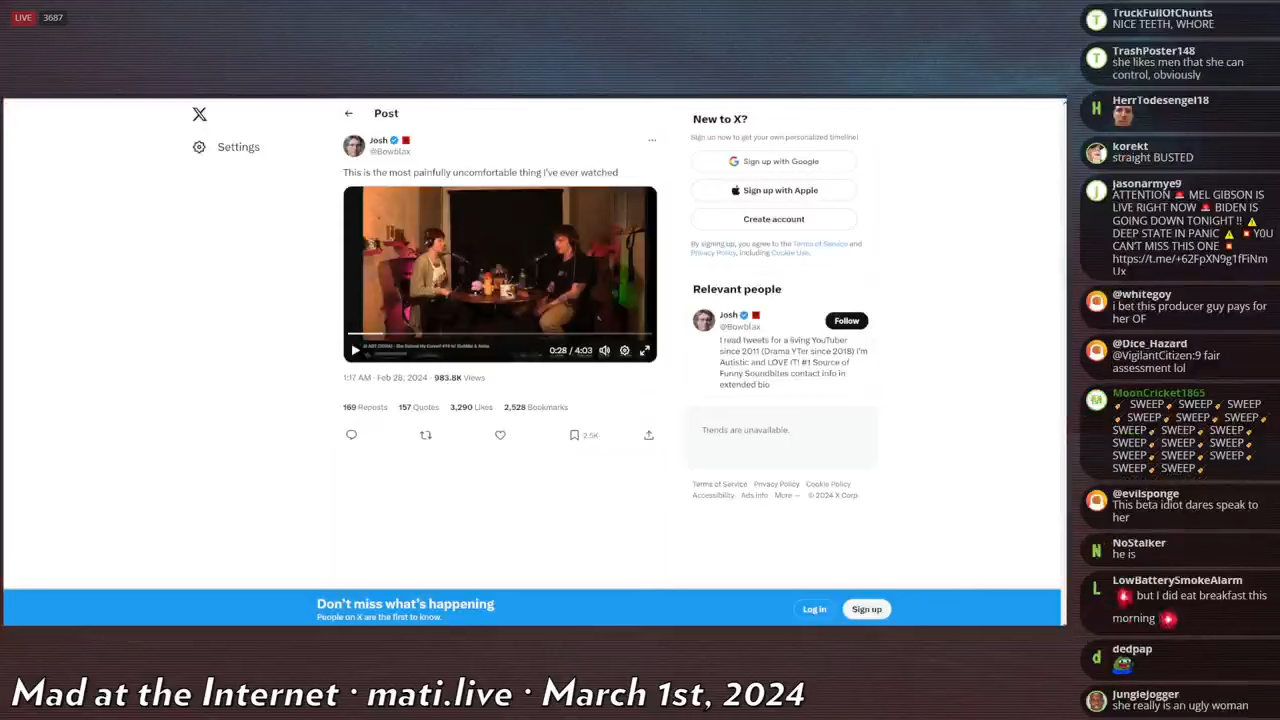 LIVE 3687
Post
Settings
Josh
@Bowblax
This is the most painfully uncomfortable thing I've ever watched
0:28 / 4:03
1:17 AM · Feb 28, 2024 · 983.8K Views
169 Reposts 157 Quotes 3,290 Likes 2,528 Bookmarks
2.5K
New to X?
Sign up now to get your own personalized timeline!
Sign up with Google
Sign up with Apple
Create account
By signing up, you agree to the Terms of Service and
Privacy Policy, including Cookie Use.
Relevant people
Josh
@Bowblax
Follow
I read tweets for a living YouTuber
since 2011 (Drama YTer since 2018) I'm
Autistic and LOVE IT! #1 Source of
Funny Soundbites contact info in
extended bio
Trends are unavailable.
Terms of Service Privacy Policy Cookie Policy
Accessibility Ads info More ··· © 2024 X Corp.
Don't miss what's happening
People on X are the first to know.
Log in
Sign up
Mad at the Internet · mati.live · March 1st, 2024
T
TruckFullOfChunts
NICE TEETH, WHORE
T
TrashPoster148
she likes men that she can
control, obviously
H
HerrTodesengel18
korekt
straight BUSTED
J
jasonarmye9
ATTENTION 🚨 MEL GIBSON IS
LIVE RIGHT NOW 🚨 BIDEN IS
GOING DOWN TONIGHT !! ⚠️
DEEP STATE IN PANIC ⚠️ 💥YOU
CAN'T MISS THIS ONE 💥
https://t.me/+62FpXN9g1fFiNm
Ux
@whitegoy
i bet this producer guy pays for
her OF
@Dice_Hazard
@VigilantCitizen:9 fair
assessment lol
MoonCricket1865
🧹 SWEEP🧹 SWEEP🧹 SWEEP
🧹 SWEEP🧹 SWEEP🧹 SWEEP🧹
SWEEP🧹 SWEEP🧹 SWEEP🧹
SWEEP🧹 SWEEP🧹 SWEEP🧹
SWEEP🧹 SWEEP🧹 SWEEP🧹
SWEEP🧹 SWEEP🧹
@evilsponge
This beta idiot dares speak to
her
N
NoStalker
he is
L
LowBatterySmokeAlarm
but I did eat breakfast this
morning
d
dedpap
JungleJogger
she really is an ugly woman